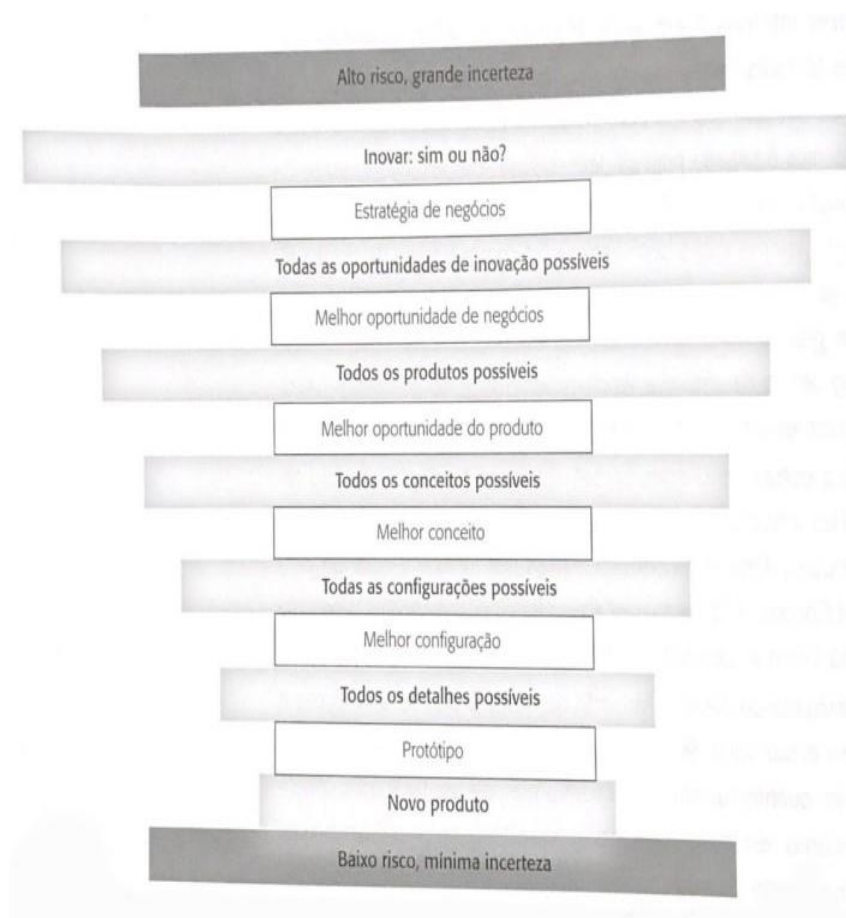 Alto risco, grande incerteza
Inovar: sim ou não?
Estratégia de negócios
Todas as oportunidades de inovação possíveis
Melhor oportunidade de negócios
Todos os produtos possíveis
Melhor oportunidade do produto
Todos os conceitos possíveis
Melhor conceito
Todas as configurações possíveis
Melhor configuração
Todos os detalhes possíveis
Protótipo
Novo produto
Baixo risco, mínima incerteza